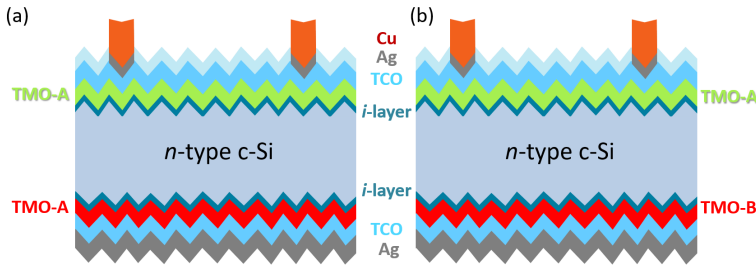 (a)
(b)
Cu
Ag
TCO
TMO-A
TMO-A
i-layer
n-type c-Si
n-type c-Si
i-layer
TMO-A
TMO-B
TCO
Ag